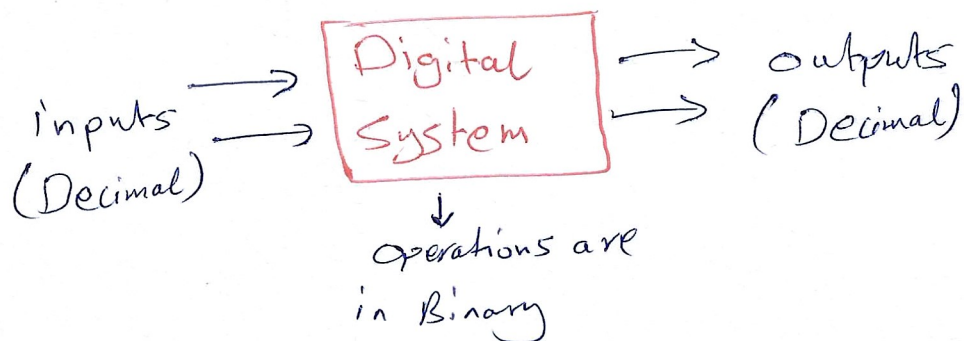 inputs
(Decimal)
Digital
System
outputs
(Decimal)
operations are
in Binary